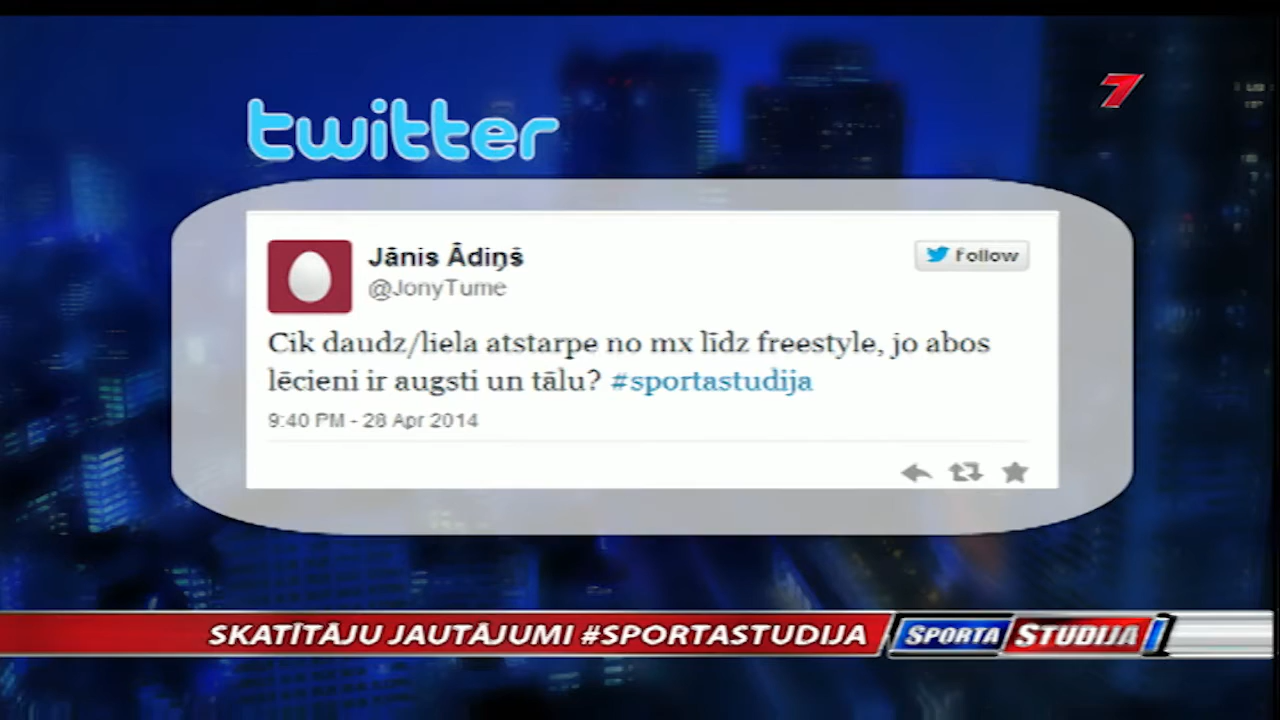 7
twitter
Jānis Ādiņš
Follow
@JonyTume
Cik daudz/liela atstarpe no mx līdz freestyle, jo abos
lēcieni ir augsti un tālu? #sportastudija
9:40 PM - 28 Apr 2014
SKATĪTĀJU JAUTĀJUMI #SPORTASTUDIJA
SPORTA STUDIJA